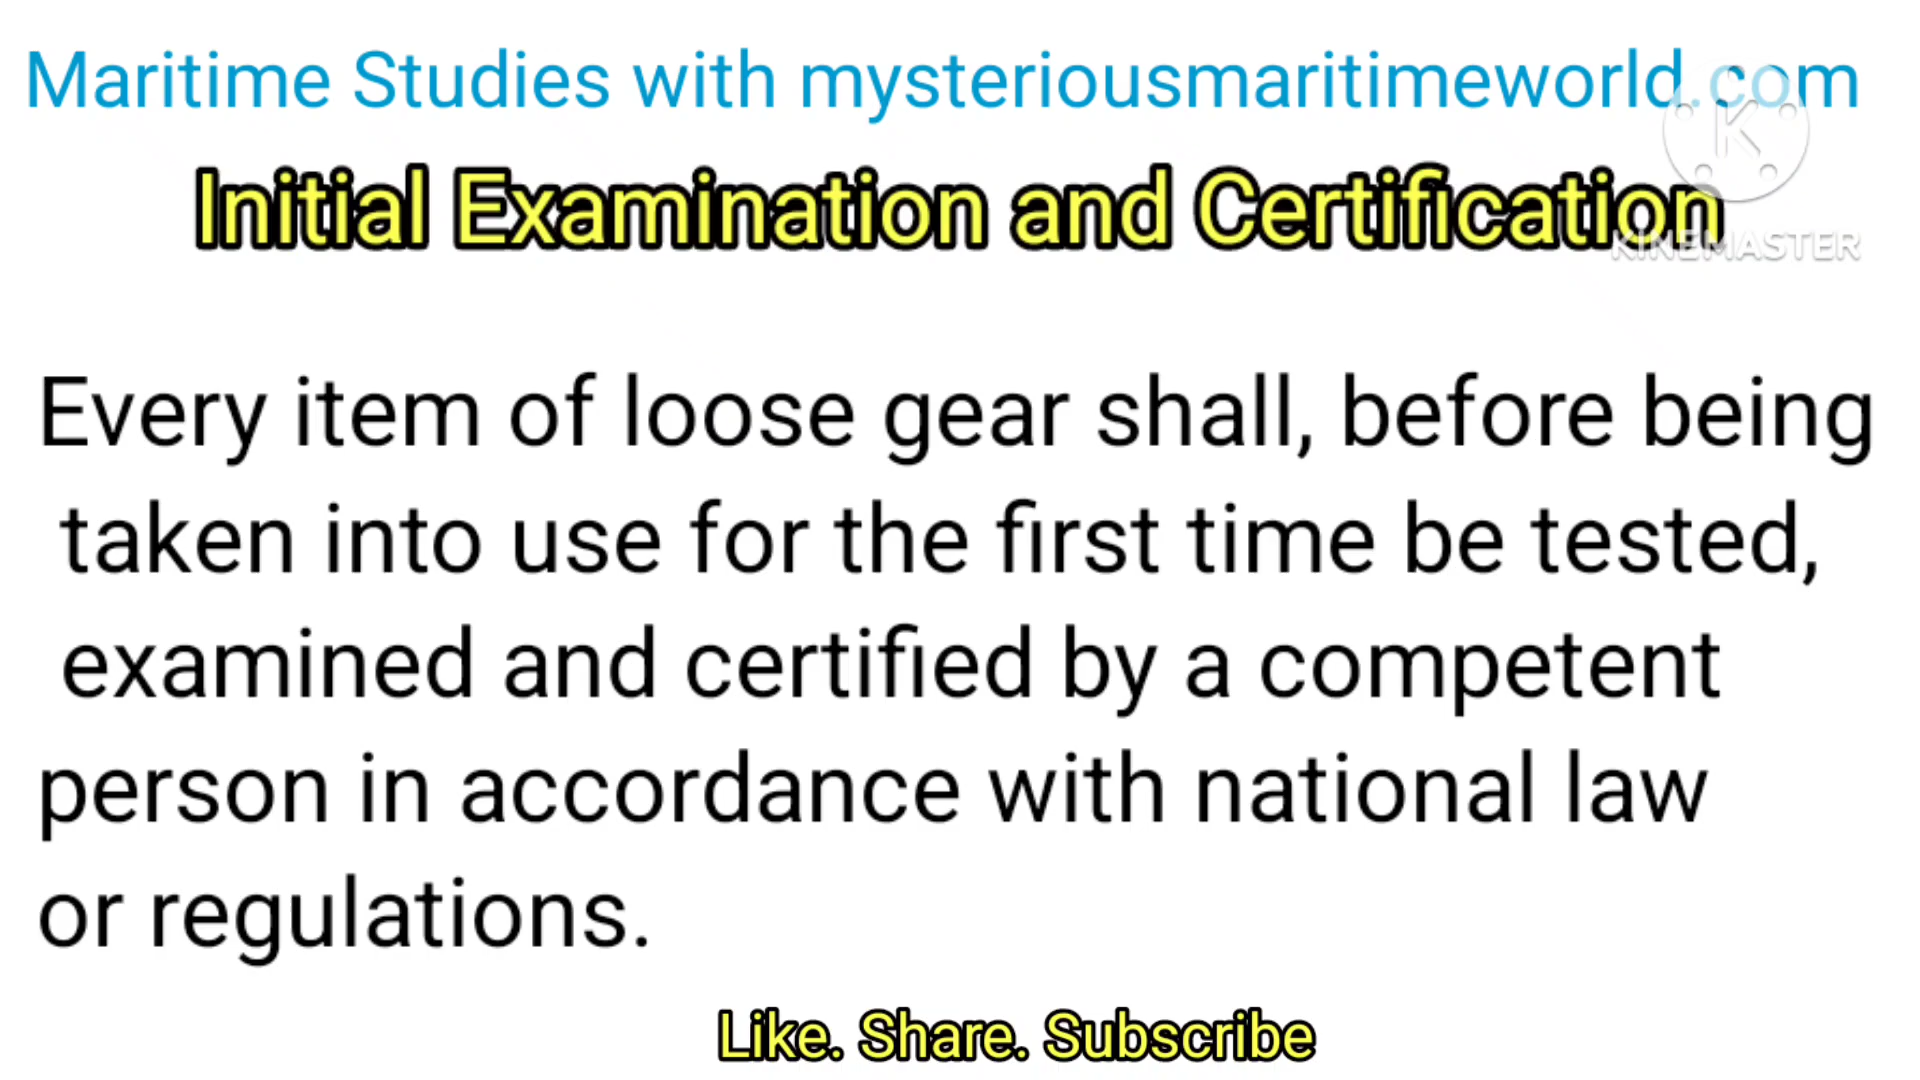 Maritime Studies with mysteriousmaritimeworld.com
Initial Examination and Certification
KINEMASTER
Every item of loose gear shall, before being
taken into use for the first time be tested,
examined and certified by a competent
person in accordance with national law
or regulations.
Like. Share. Subscribe